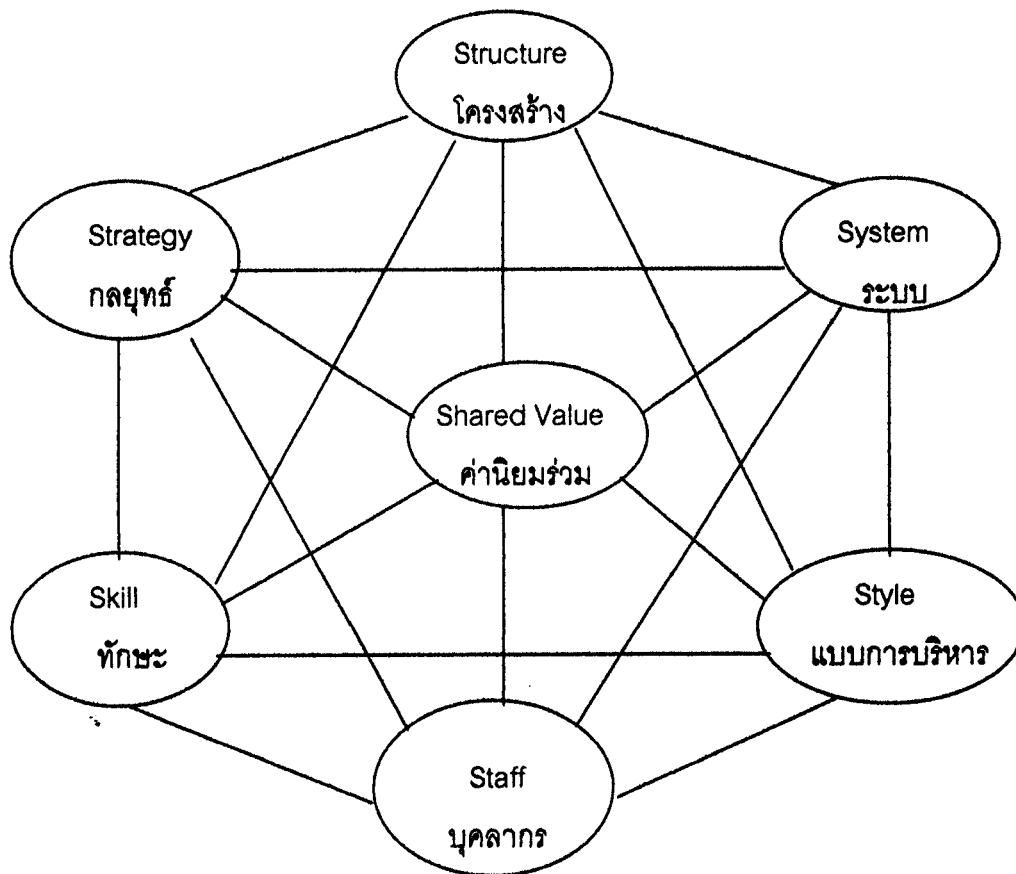 Structure
โครงสร้าง
Strategy
กลยุทธ์
System
ระบบ
Shared Value
ค่านิยมร่วม
Skill
ทักษะ
Style
แบบการบริหาร
Staff
บุคลากร